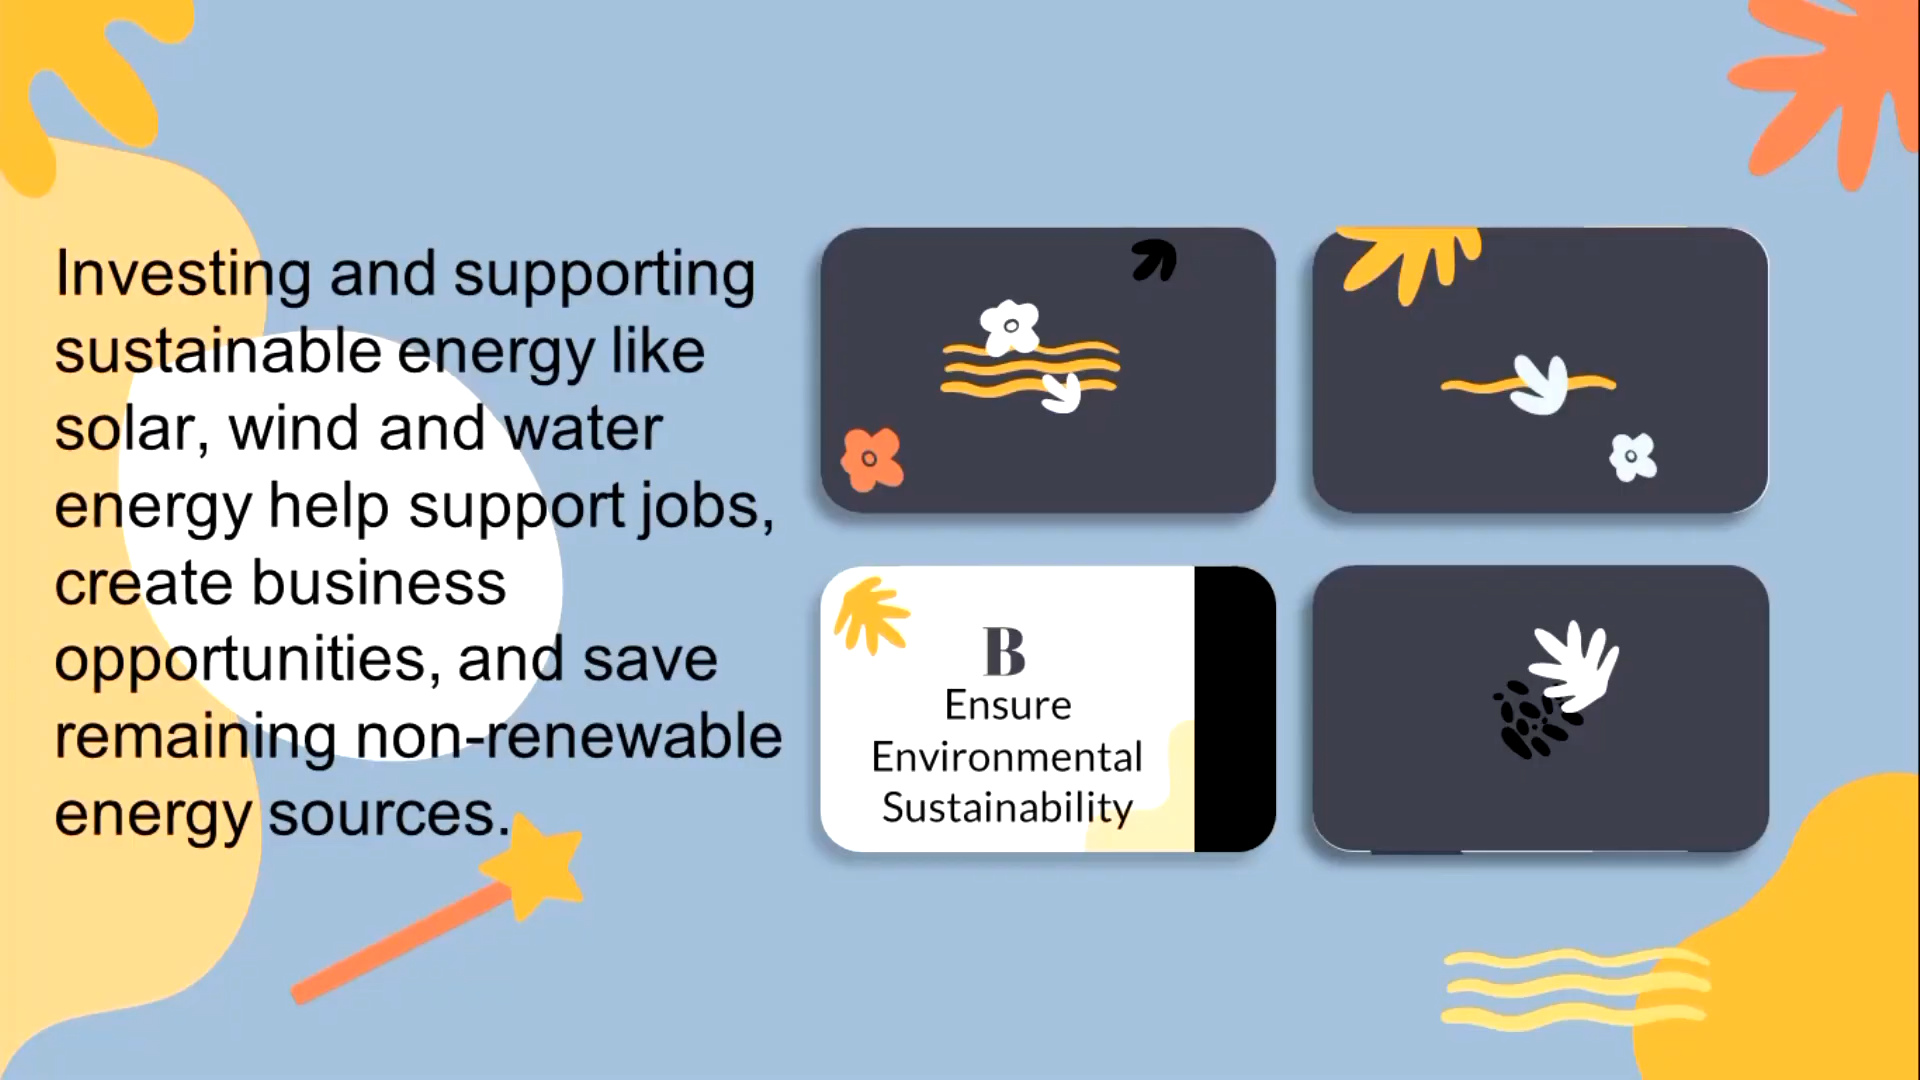 Investing and supporting
sustainable energy like
solar, wind and water
energy help support jobs,
create business
opportunities, and save
remaining non-renewable
energy sources.
B
Ensure
Environmental
Sustainability